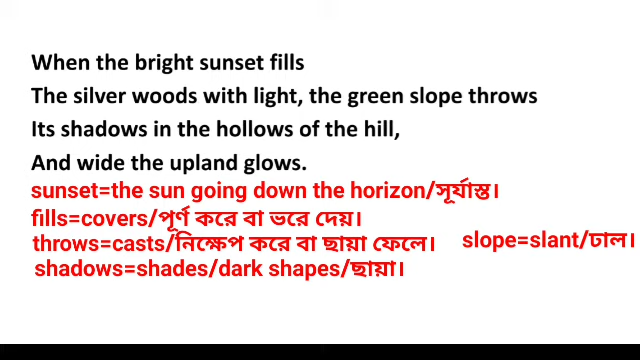 When the bright sunset fills
The silver woods with light, the green slope throws
Its shadows in the hollows of the hill,
And wide the upland glows.
sunset=the sun going down the horizon/সূর্যাস্ত।
fills=covers/পূর্ণ করে বা ভরে দেয়।
throws=casts/নিক্ষেপ করে বা ছায়া ফেলে। slope=slant/ঢাল।
shadows=shades/dark shapes/ছায়া।